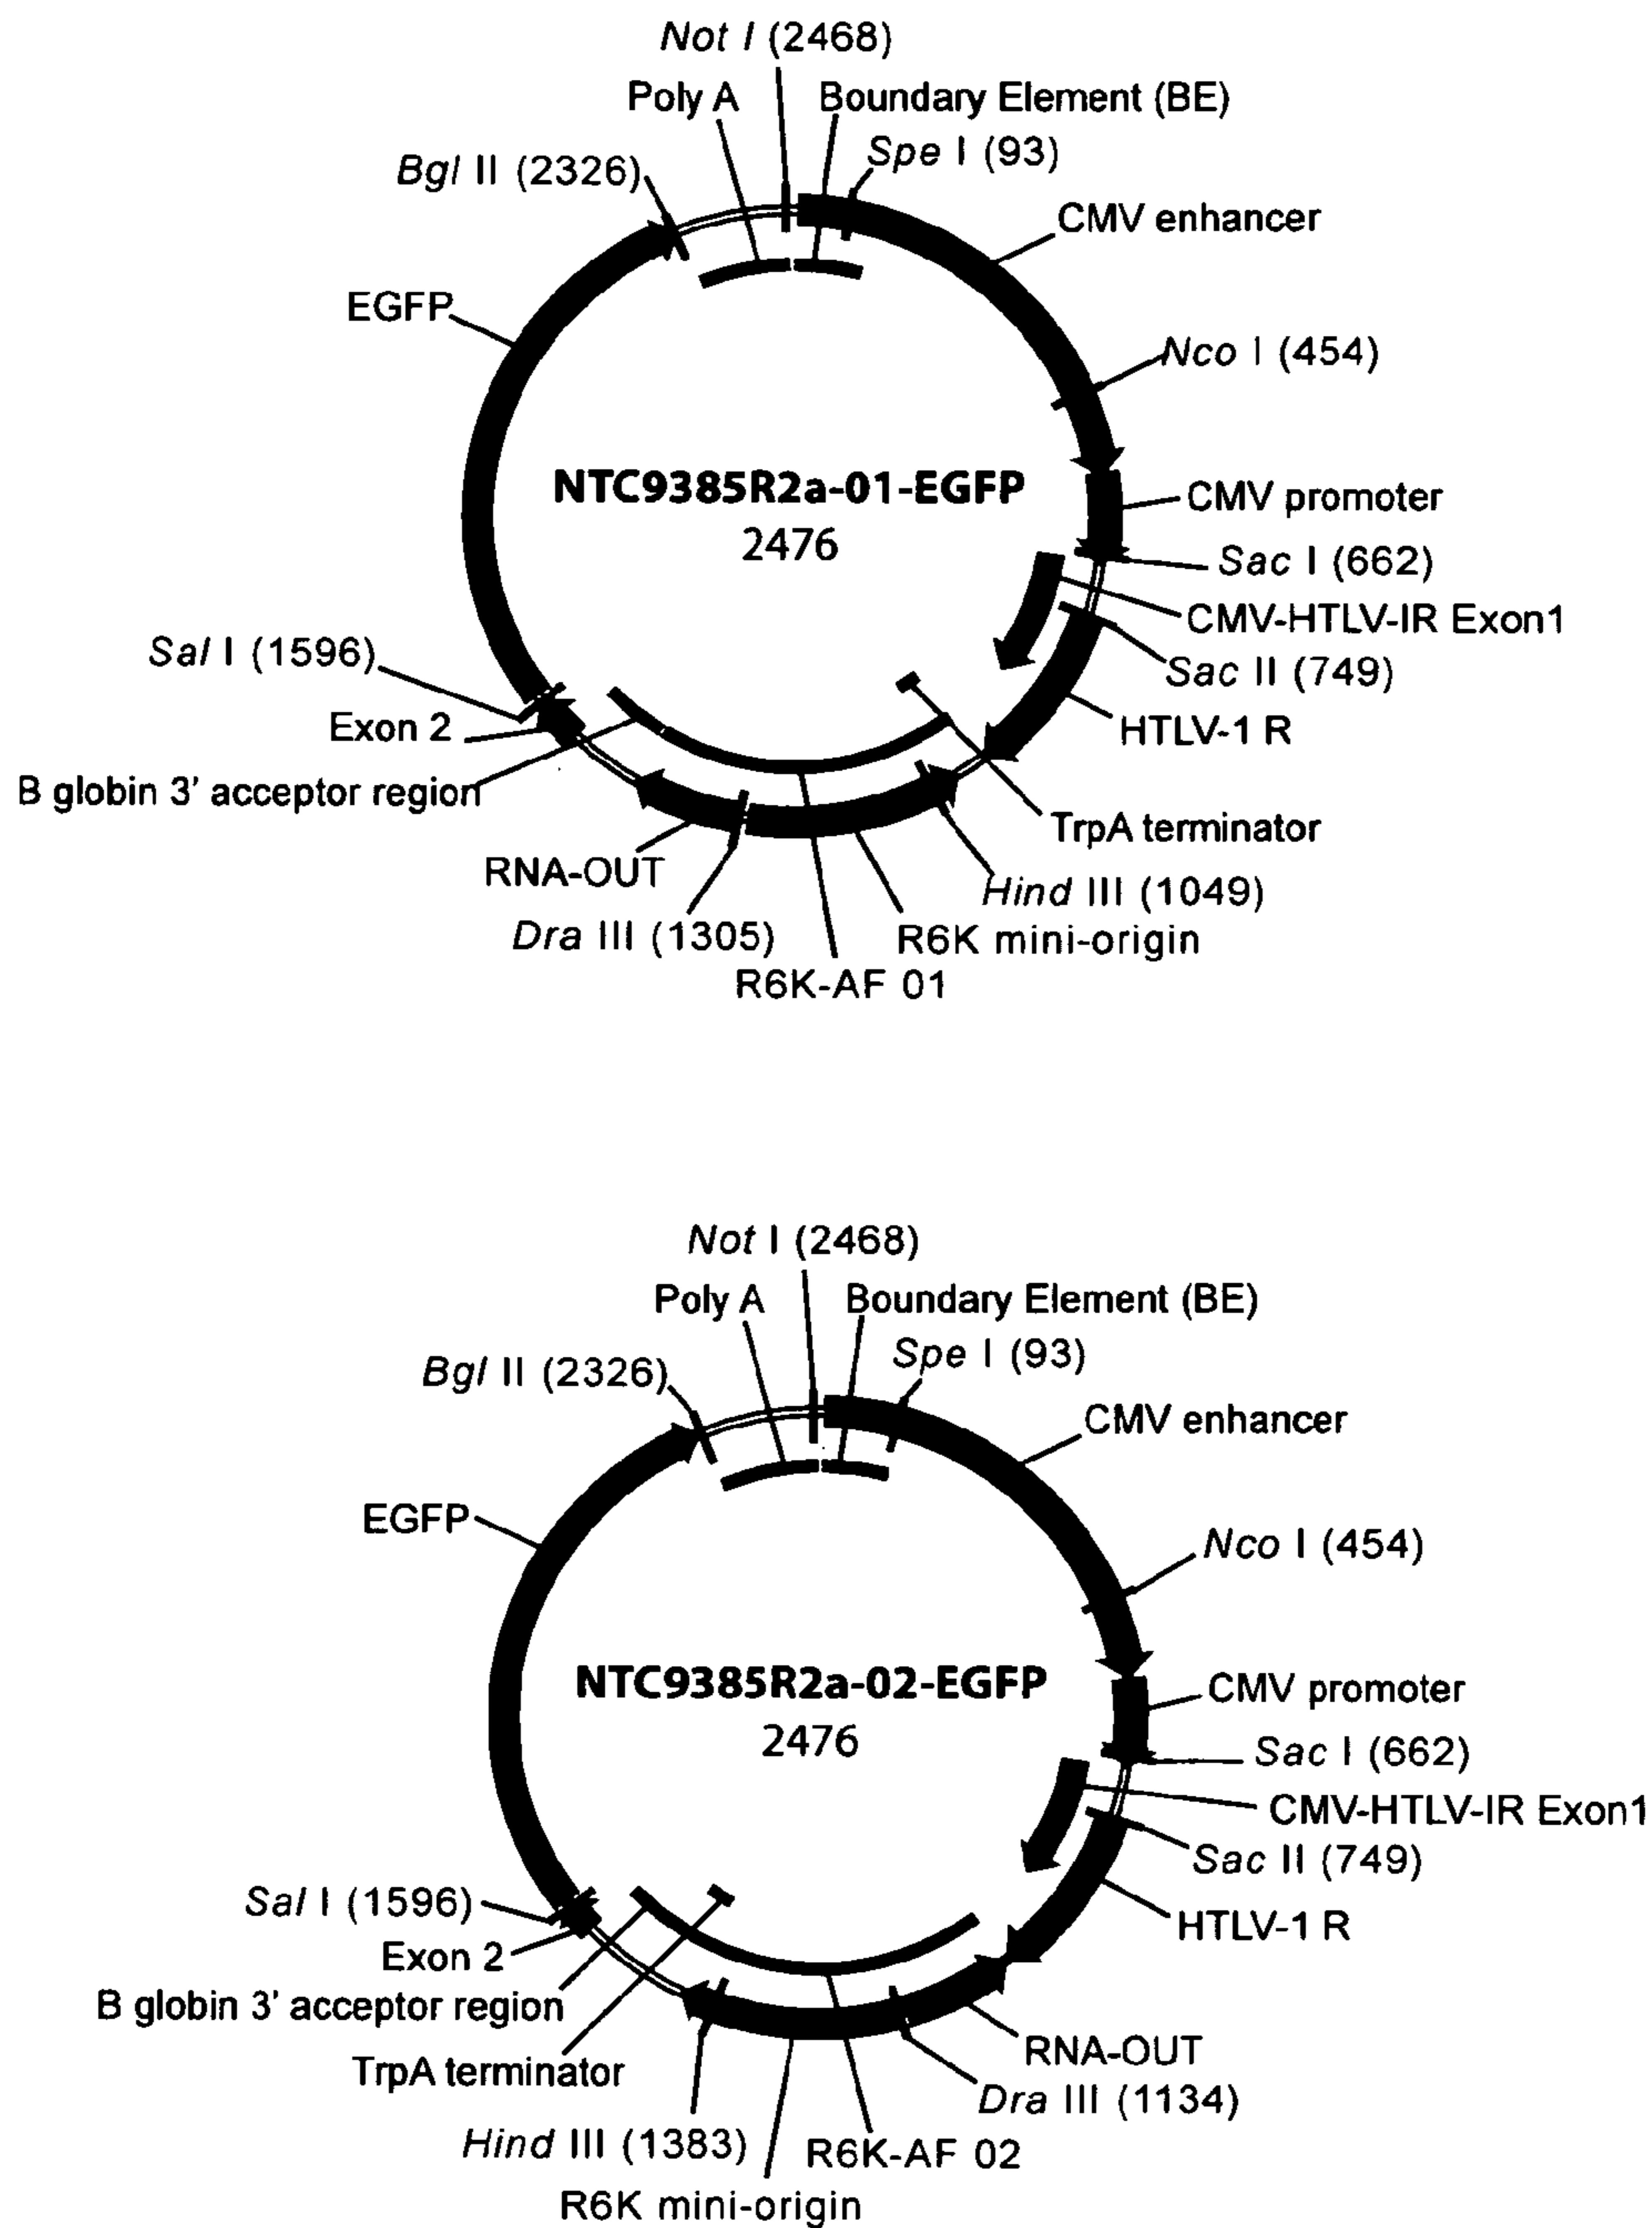 Not I (2468)
Poly A
Boundary Element (BE)
Spe I (93)
Bgl II (2326)
CMV enhancer
EGFP
Nco I (454)
NTC9385R2a-01-EGFP
2476
CMV promoter
Sac I (662)
CMV-HTLV-IR Exon1
Sal I (1596)
Sac II (749)
Exon 2
HTLV-1 R
B globin 3' acceptor region
TrpA terminator
RNA-OUT
Hind III (1049)
Dra III (1305)
R6K mini-origin
R6K-AF 01
Not I (2468)
Poly A
Boundary Element (BE)
Spe I (93)
Bgl II (2326)
CMV enhancer
EGFP
Nco I (454)
NTC9385R2a-02-EGFP
2476
CMV promoter
Sac I (662)
CMV-HTLV-IR Exon1
Sac II (749)
Sal I (1596)
HTLV-1 R
Exon 2
B globin 3' acceptor region
RNA-OUT
TrpA terminator
Dra III (1134)
Hind III (1383)
R6K-AF 02
R6K mini-origin